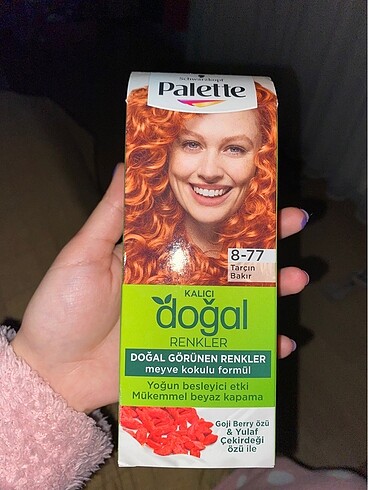 Schwarzkopf
Palette
8-77
Tarçın
Bakır
KALICI
doğal
RENKLER
DOĞAL GÖRÜNEN RENKLER
meyve kokulu formül
Yoğun besleyici etki
Mükemmel beyaz kapama
Goji Berry özü
& Yulaf
Çekirdeği
özü ile